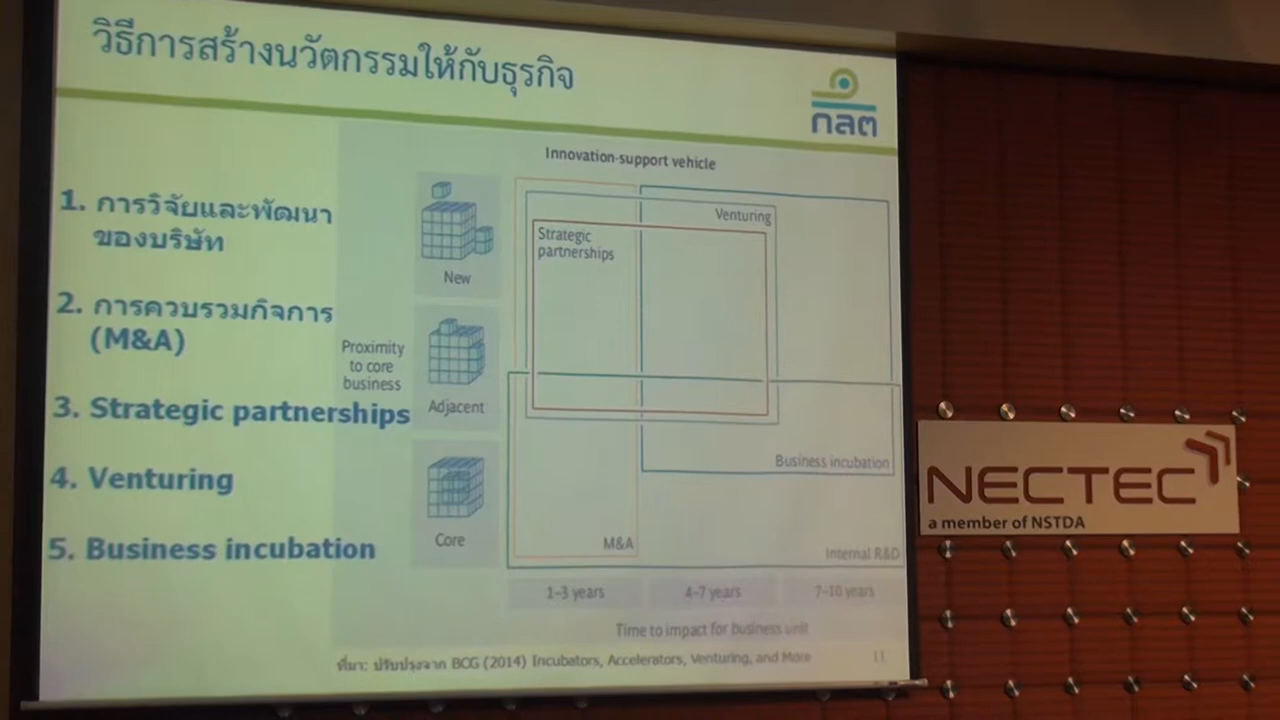 วิธีการสร้างนวัตกรรมให้กับธุรกิจ
กลต
1. การวิจัยและพัฒนา
ของบริษัท
2. การควบรวมกิจการ
(M&A)
3. Strategic partnerships
4. Venturing
5. Business incubation
Innovation-support vehicle
Venturing
Strategic
partnerships
New
Proximity
to core
business
Adjacent
Business incubation
Core
M&A
Internal R&D
1–3 years
4–7 years
7–10 years
Time to impact for business unit
ที่มา: ปรับปรุงจาก BCG (2014) Incubators, Accelerators, Venturing, and More
11
NECTEC
a member of NSTDA